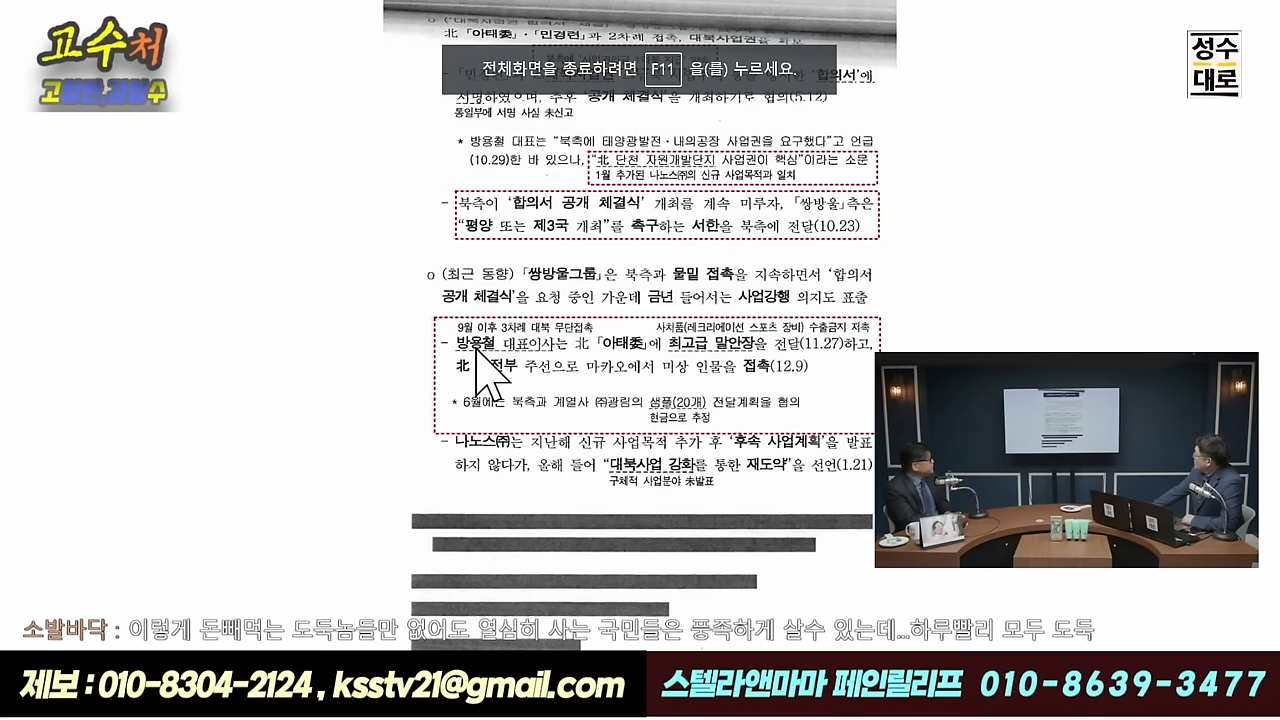 교수처
고상만,김성수
성수
대로
北「아태委」·「민경련」과 2차례 접촉, 대북사업권을 확보
전체화면을 종료하려면 F11 을(를) 누르세요.
'합의서'에
서명하였으며, 추후 '공개 체결식'을 개최하기로 협의(5.12)
통일부에 서명 사실 未신고
* 방용철 대표는 "북측에 태양광발전·내의공장 사업권을 요구했다"고 언급
(10.29)한 바 있으나, "北 단천 자원개발단지 사업권이 핵심"이라는 소문
1월 추가된 나노스㈜의 신규 사업목적과 일치
- 북측이 '합의서 공개 체결식' 개최를 계속 미루자, 「쌍방울」측은
"평양 또는 제3국 개최"를 촉구하는 서한을 북측에 전달(10.23)
o (최근 동향) 「쌍방울그룹」은 북측과 물밑 접촉을 지속하면서 '합의서
공개 체결식'을 요청 중인 가운데 금년 들어서는 사업강행 의지도 표출
9월 이후 3차례 대북 무단접촉 사치품(레크리에이션 스포츠 장비) 수출금지 저촉
- 방용철 대표이사는 北「아태委」에 최고급 말안장을 전달(11.27)하고,
北 전부 주선으로 마카오에서 미상 인물을 접촉(12.9)
* 6월에는 북측과 계열사 ㈜광림의 샘플(20개) 전달계획을 협의
현금으로 추정
- 나노스㈜는 지난해 신규 사업목적 추가 후 '후속 사업계획'을 발표
하지 않다가, 올해 들어 "대북사업 강화를 통한 재도약"을 선언(1.21)
구체적 사업분야 未발표
소발바닥 : 이렇게 돈빼먹는 도둑놈들만 없어도 열심히 사는 국민들은 풍족하게 살수 있는데...하루빨리 모두 도둑
제보 : 010-8304-2124 , ksstv21@gmail.com
스텔라앤마마 페인릴리프 010-8639-3477